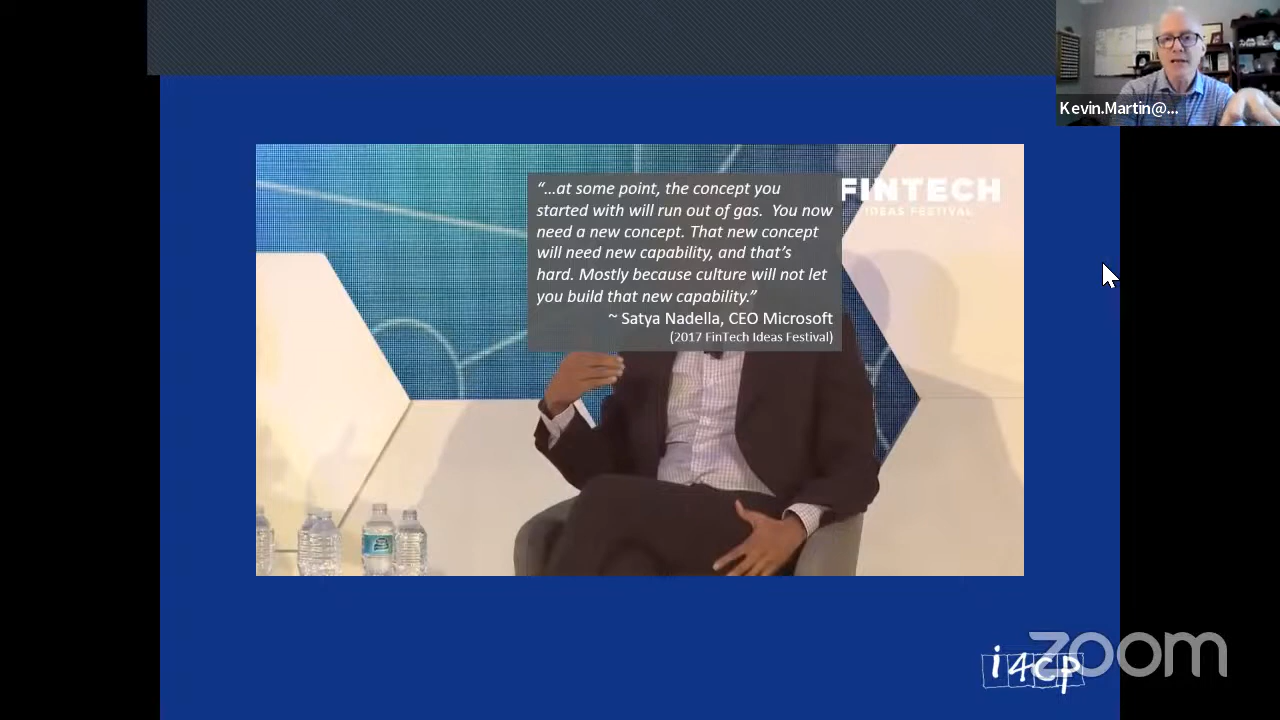 Kevin.Martin@...
FINTECH
IDEAS FESTIVAL
“...at some point, the concept you
started with will run out of gas.  You now
need a new concept. That new concept
will need new capability, and that’s
hard. Mostly because culture will not let
you build that new capability.”
~ Satya Nadella, CEO Microsoft
(2017 FinTech Ideas Festival)
zoom
i4cp